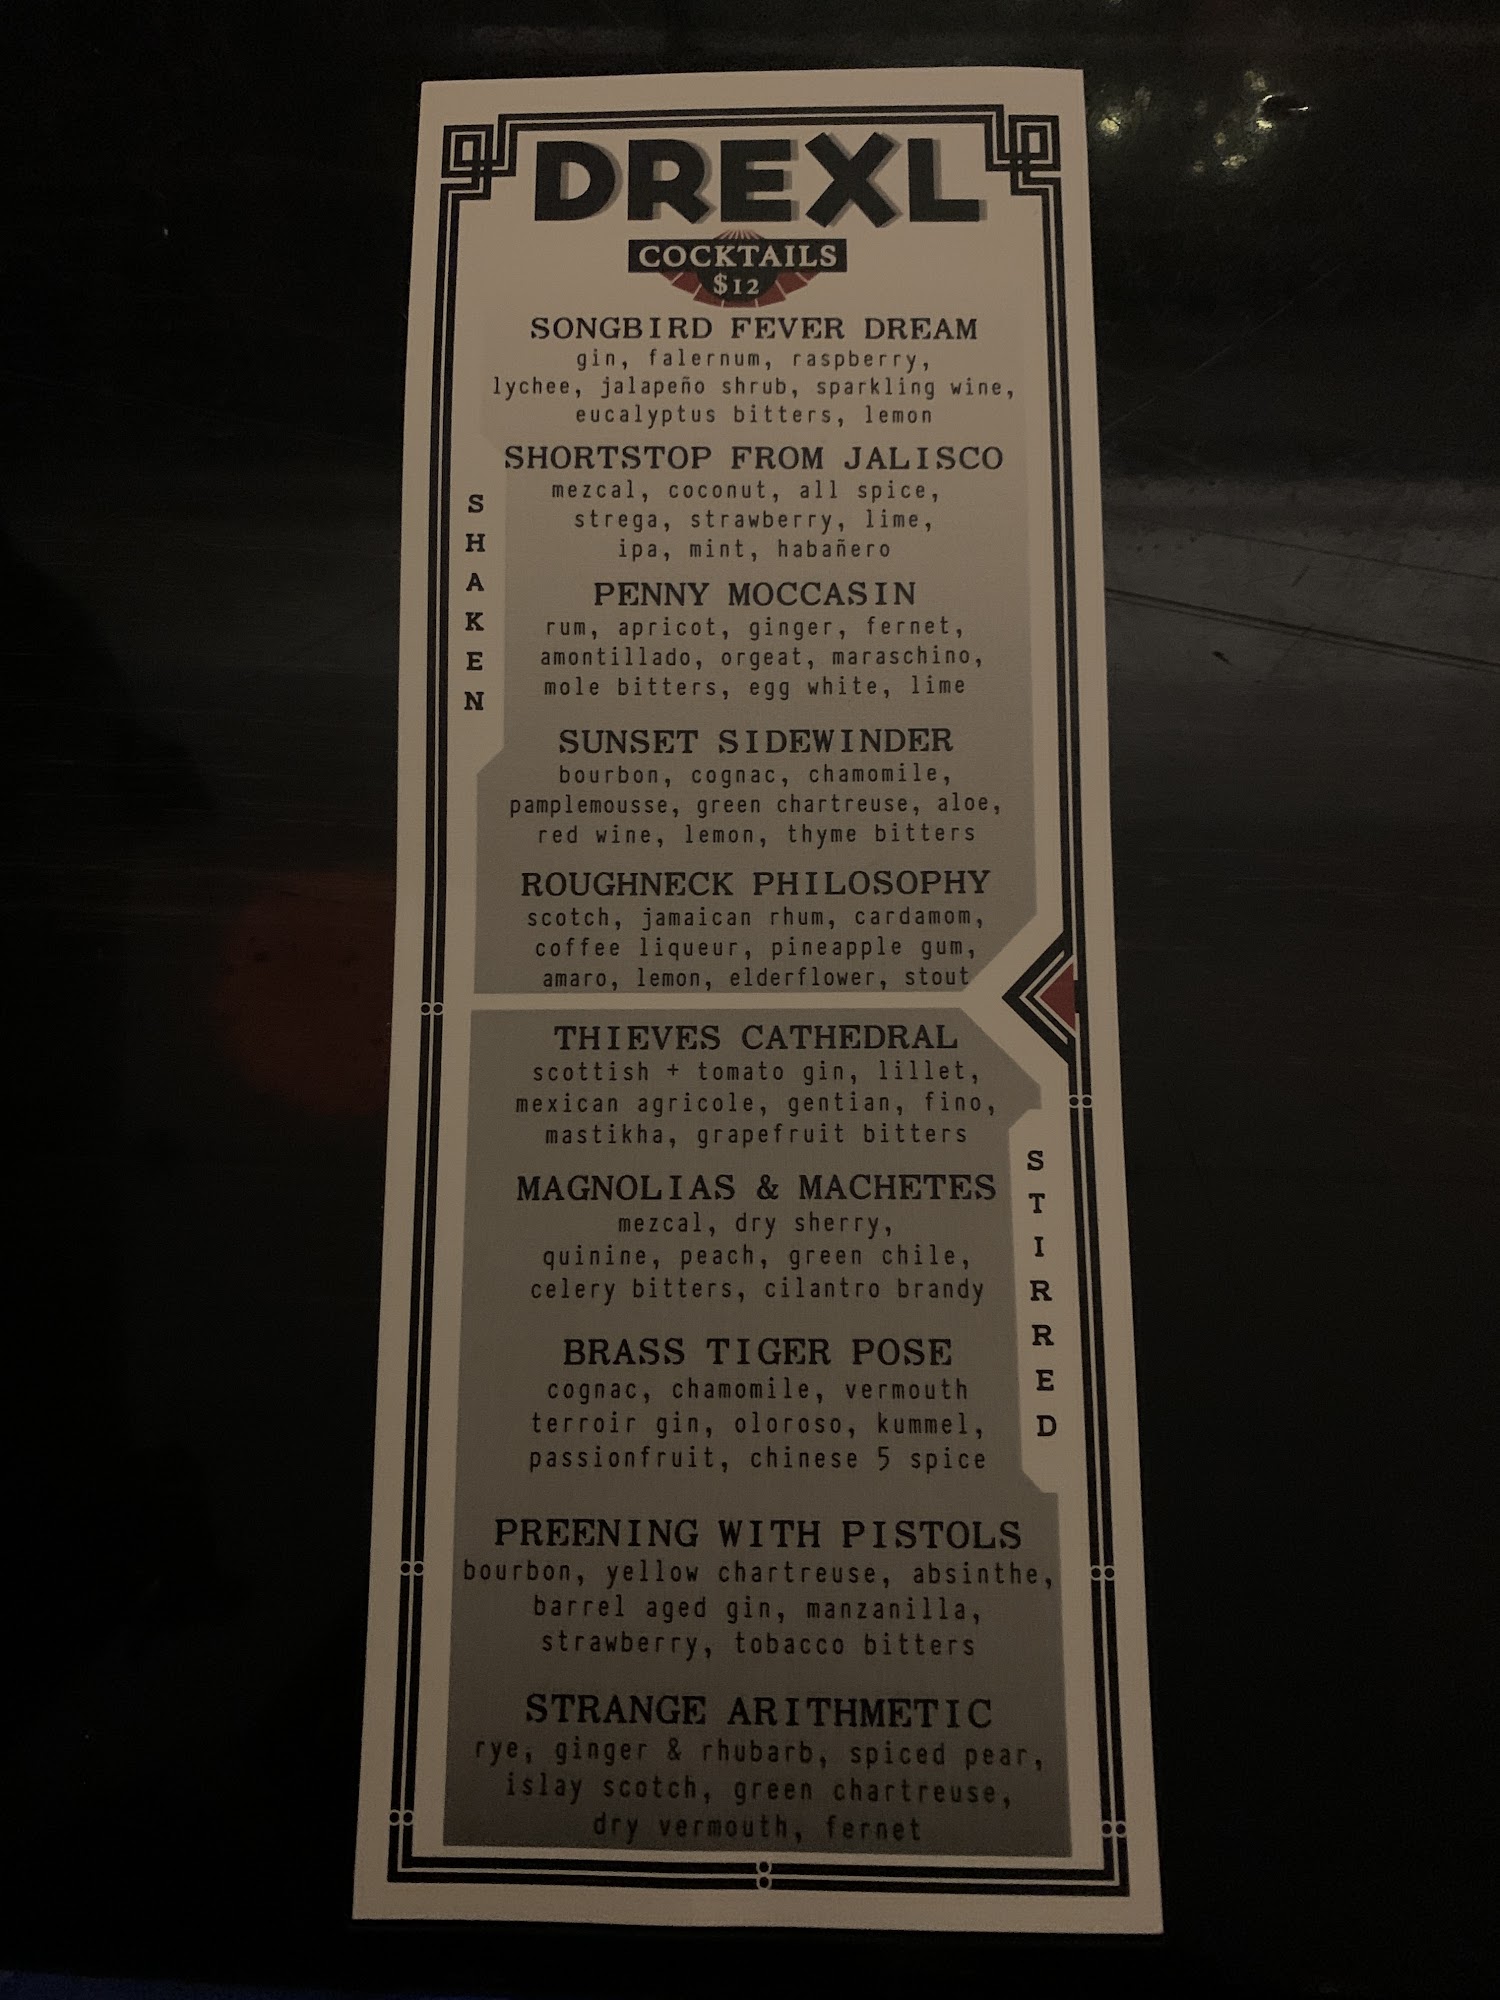 DREXL
COCKTAILS
$12
SHAKEN
SONGBIRD FEVER DREAM
gin, falernum, raspberry,
lychee, jalapeño shrub, sparkling wine,
eucalyptus bitters, lemon
SHORTSTOP FROM JALISCO
mezcal, coconut, all spice,
strega, strawberry, lime,
ipa, mint, habañero
PENNY MOCCASIN
rum, apricot, ginger, fernet,
amontillado, orgeat, maraschino,
mole bitters, egg white, lime
SUNSET SIDEWINDER
bourbon, cognac, chamomile,
pamplemousse, green chartreuse, aloe,
red wine, lemon, thyme bitters
ROUGHNECK PHILOSOPHY
scotch, jamaican rhum, cardamom,
coffee liqueur, pineapple gum,
amaro, lemon, elderflower, stout
STIRRED
THIEVES CATHEDRAL
scottish + tomato gin, lillet,
mexican agricole, gentian, fino,
mastikha, grapefruit bitters
MAGNOLIAS & MACHETES
mezcal, dry sherry,
quinine, peach, green chile,
celery bitters, cilantro brandy
BRASS TIGER POSE
cognac, chamomile, vermouth
terroir gin, oloroso, kummel,
passionfruit, chinese 5 spice
PREENING WITH PISTOLS
bourbon, yellow chartreuse, absinthe,
barrel aged gin, manzanilla,
strawberry, tobacco bitters
STRANGE ARITHMETIC
rye, ginger & rhubarb, spiced pear,
islay scotch, green chartreuse,
dry vermouth, fernet